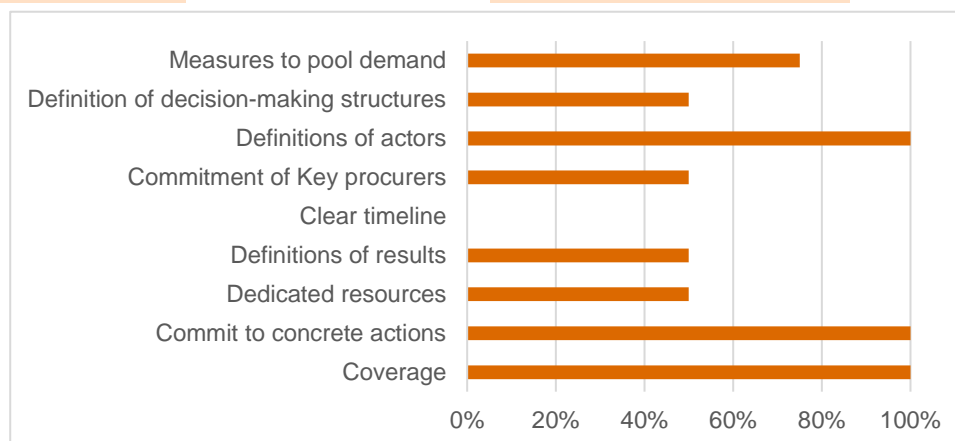 Measures to pool demand
Definition of decision-making structures
Definitions of actors
Commitment of Key procurers
Clear timeline
Definitions of results
Dedicated resources
Commit to concrete actions
Coverage
0% 20% 40% 60% 80% 100%